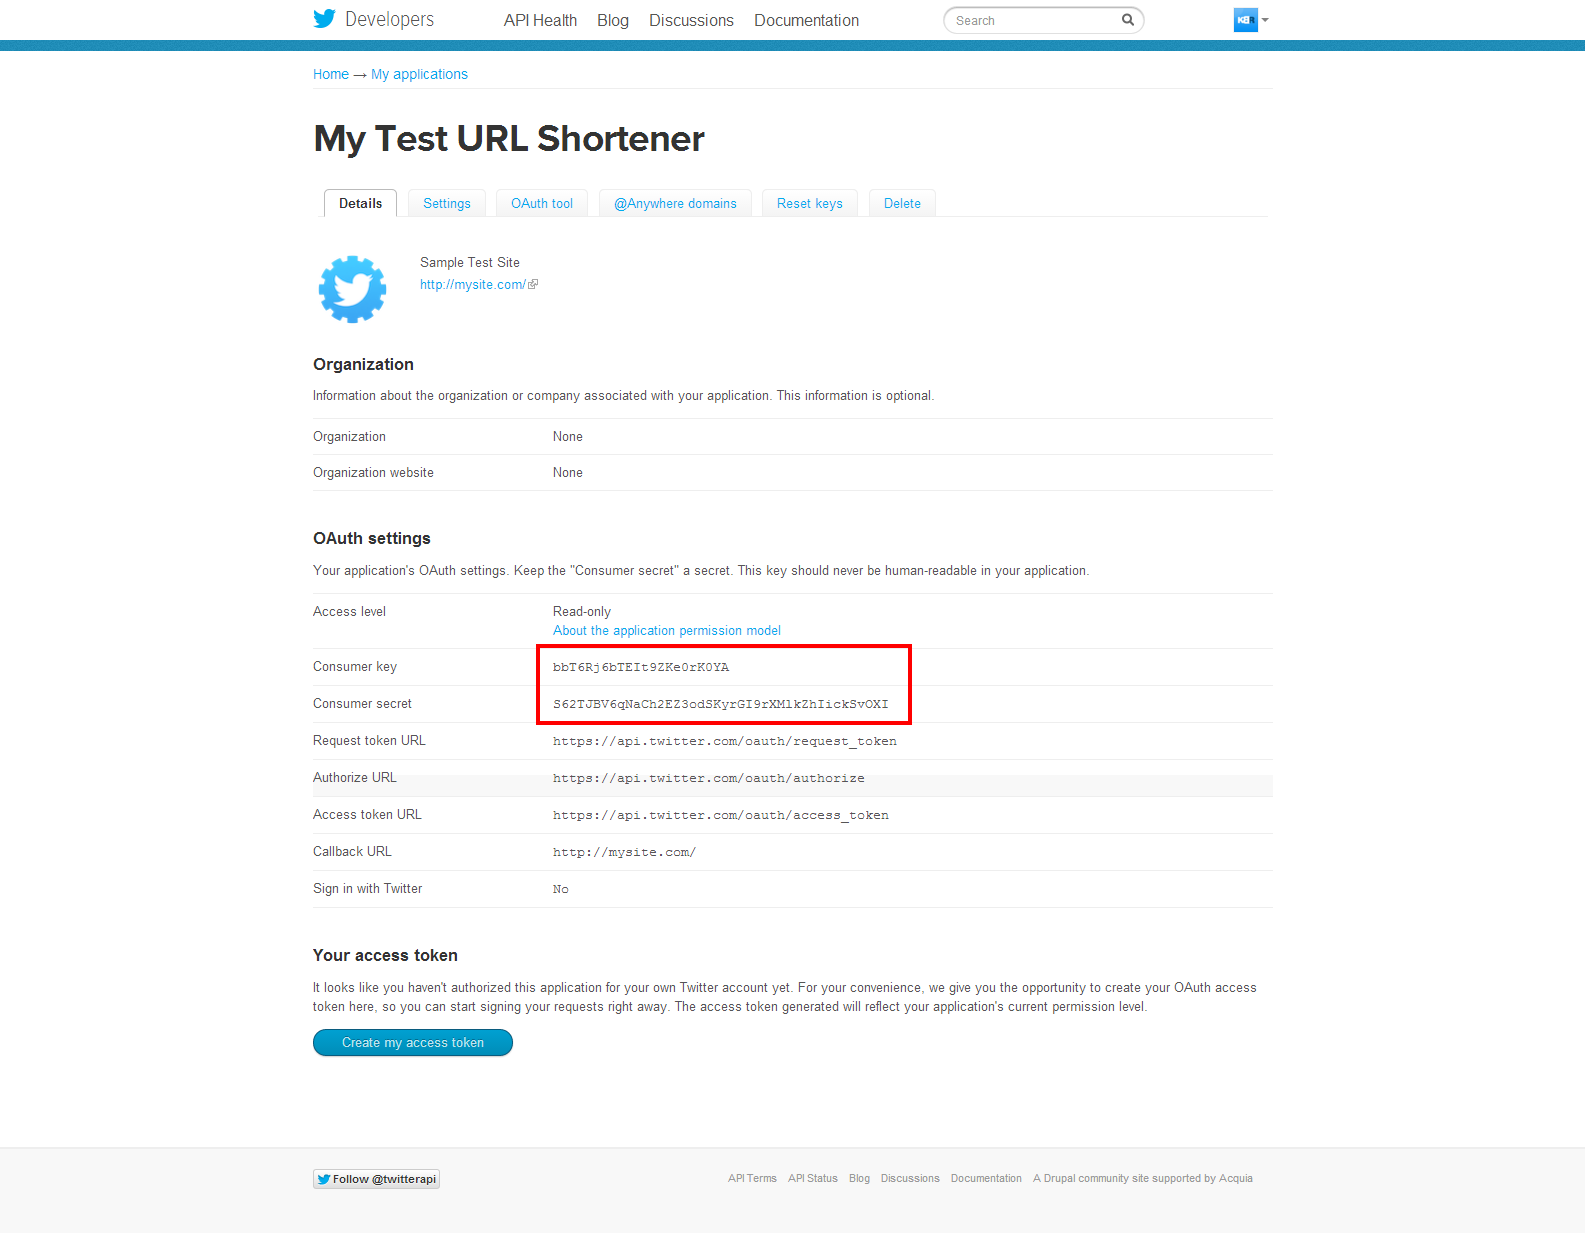 Developers API Health Blog Discussions Documentation Search K8R
Home → My applications
My Test URL Shortener
Details Settings OAuth tool @Anywhere domains Reset keys Delete
Sample Test Site
http://mysite.com/
Organization
Information about the organization or company associated with your application. This information is optional.
Organization None
Organization website None
OAuth settings
Your application's OAuth settings. Keep the "Consumer secret" a secret. This key should never be human-readable in your application.
Access level Read-only
About the application permission model
Consumer key bbT6Rj6bTEIt9ZKe0rK0YA
Consumer secret S62TJBV6qNaCh2EZ3odSKyrGI9rXMlkZhIickSvOXI
Request token URL https://api.twitter.com/oauth/request_token
Authorize URL https://api.twitter.com/oauth/authorize
Access token URL https://api.twitter.com/oauth/access_token
Callback URL http://mysite.com/
Sign in with Twitter No
Your access token
It looks like you haven't authorized this application for your own Twitter account yet. For your convenience, we give you the opportunity to create your OAuth access
token here, so you can start signing your requests right away. The access token generated will reflect your application's current permission level.
Create my access token
Follow @twitterapi API Terms API Status Blog Discussions Documentation A Drupal community site supported by Acquia